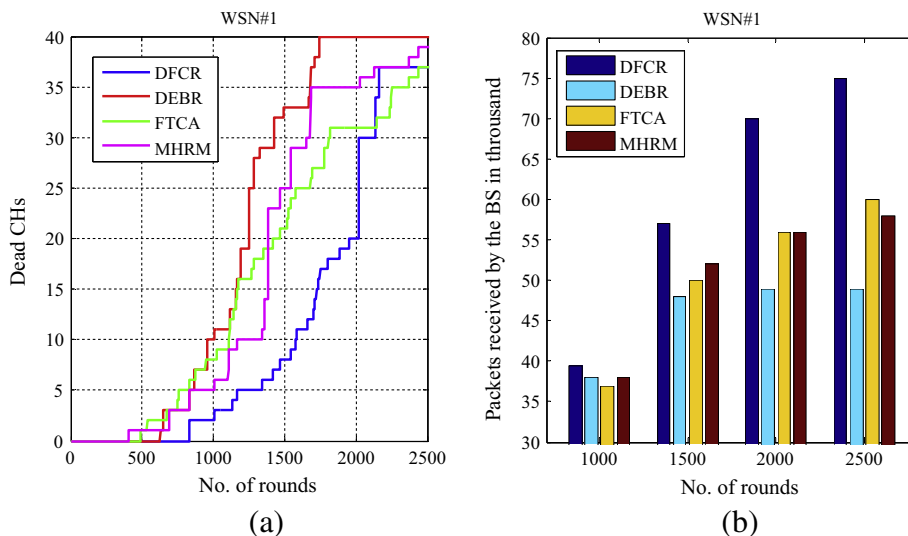 WSN#1
40
35
30
25
20
15
10
5
0
Dead CHs
DFCR
DEBR
FTCA
MHRM
0 500 1000 1500 2000 2500
No. of rounds
(a)
WSN#1
80
75
70
65
60
55
50
45
40
35
30
Packets received by the BS in throusand
DFCR
DEBR
FTCA
MHRM
1000 1500 2000 2500
No. of rounds
(b)